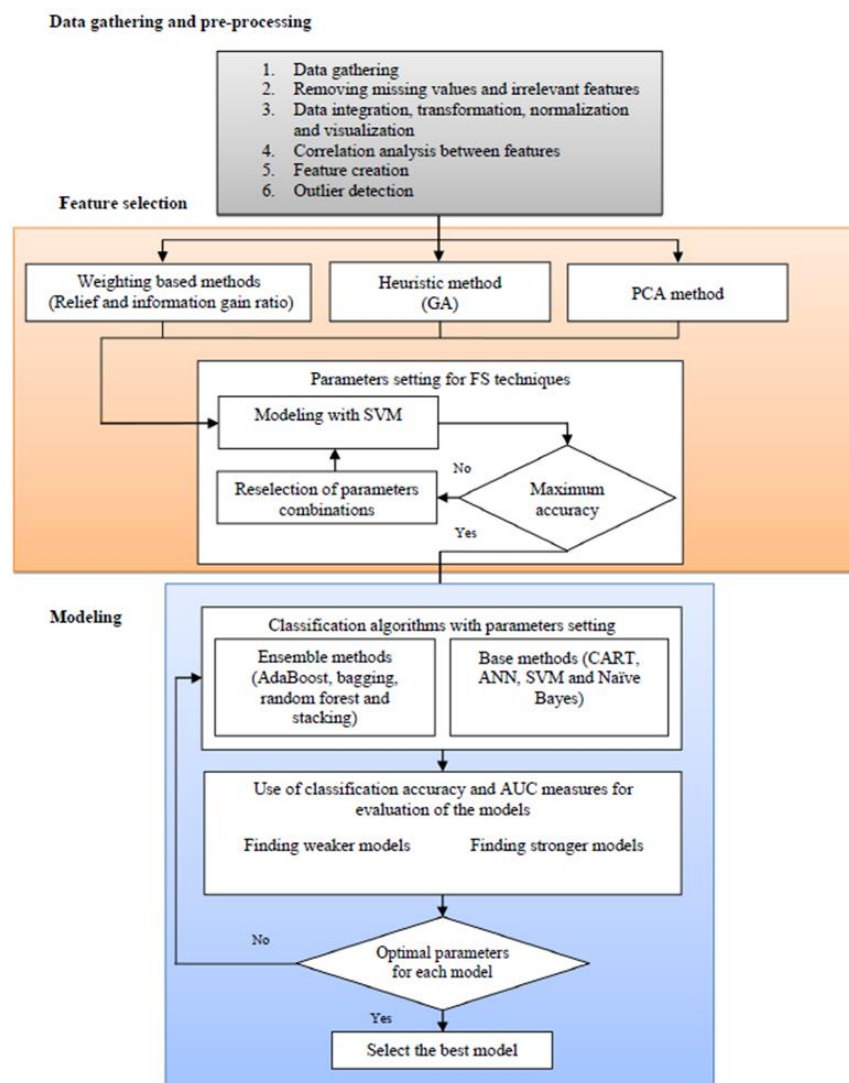 Data gathering and pre-processing
1. Data gathering
2. Removing missing values and irrelevant features
3. Data integration, transformation, normalization
and visualization
4. Correlation analysis between features
5. Feature creation
6. Outlier detection
Feature selection
Weighting based methods
(Relief and information gain ratio)
Heuristic method
(GA)
PCA method
Parameters setting for FS techniques
Modeling with SVM
No
Reselection of parameters
combinations
Maximum
accuracy
Yes
Modeling
Classification algorithms with parameters setting
Ensemble methods
(AdaBoost, bagging,
random forest and
stacking)
Base methods (CART,
ANN, SVM and Naïve
Bayes)
Use of classification accuracy and AUC measures for
evaluation of the models
Finding weaker models
Finding stronger models
No
Optimal parameters
for each model
Yes
Select the best model